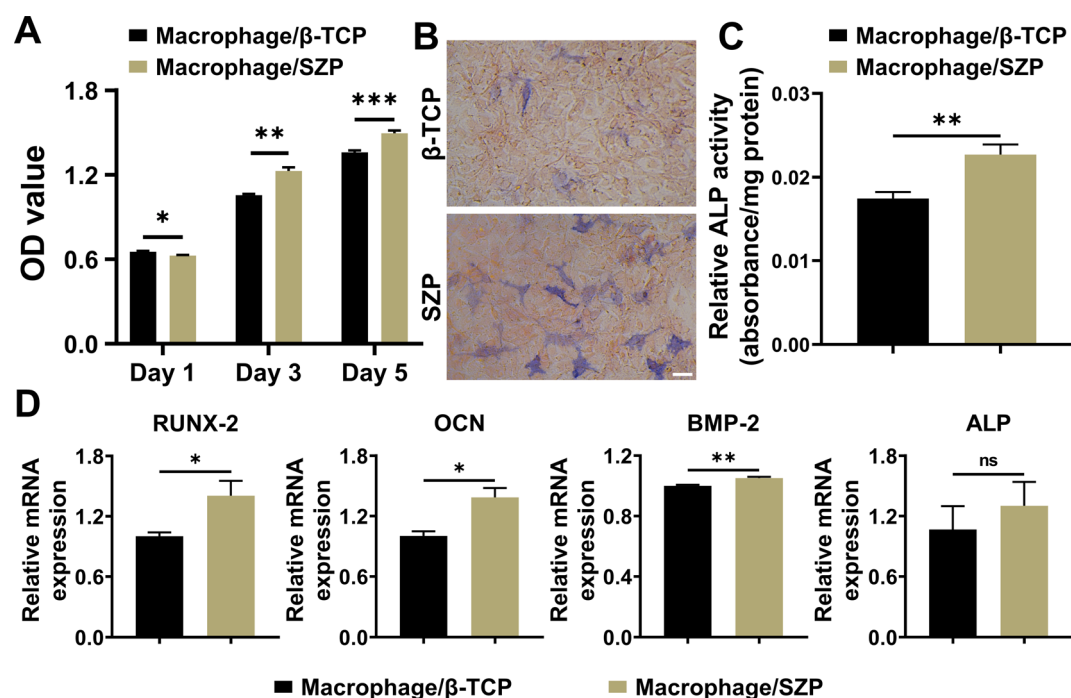 A
Macrophage/β-TCP
Macrophage/SZP
OD value
1.8
1.2
0.6
0.0
*
**
***
Day 1
Day 3
Day 5
B
β-TCP
SZP
C
Macrophage/β-TCP
Macrophage/SZP
Relative ALP activity
(absorbance/mg protein)
0.03
0.02
0.01
0.00
**
D
RUNX-2
Relative mRNA
expression
1.8
1.2
0.6
0.0
*
OCN
Relative mRNA
expression
1.8
1.2
0.6
0.0
*
BMP-2
Relative mRNA
expression
1.2
0.8
0.4
0.0
**
ALP
Relative mRNA
expression
1.8
1.2
0.6
0.0
ns
Macrophage/β-TCP
Macrophage/SZP